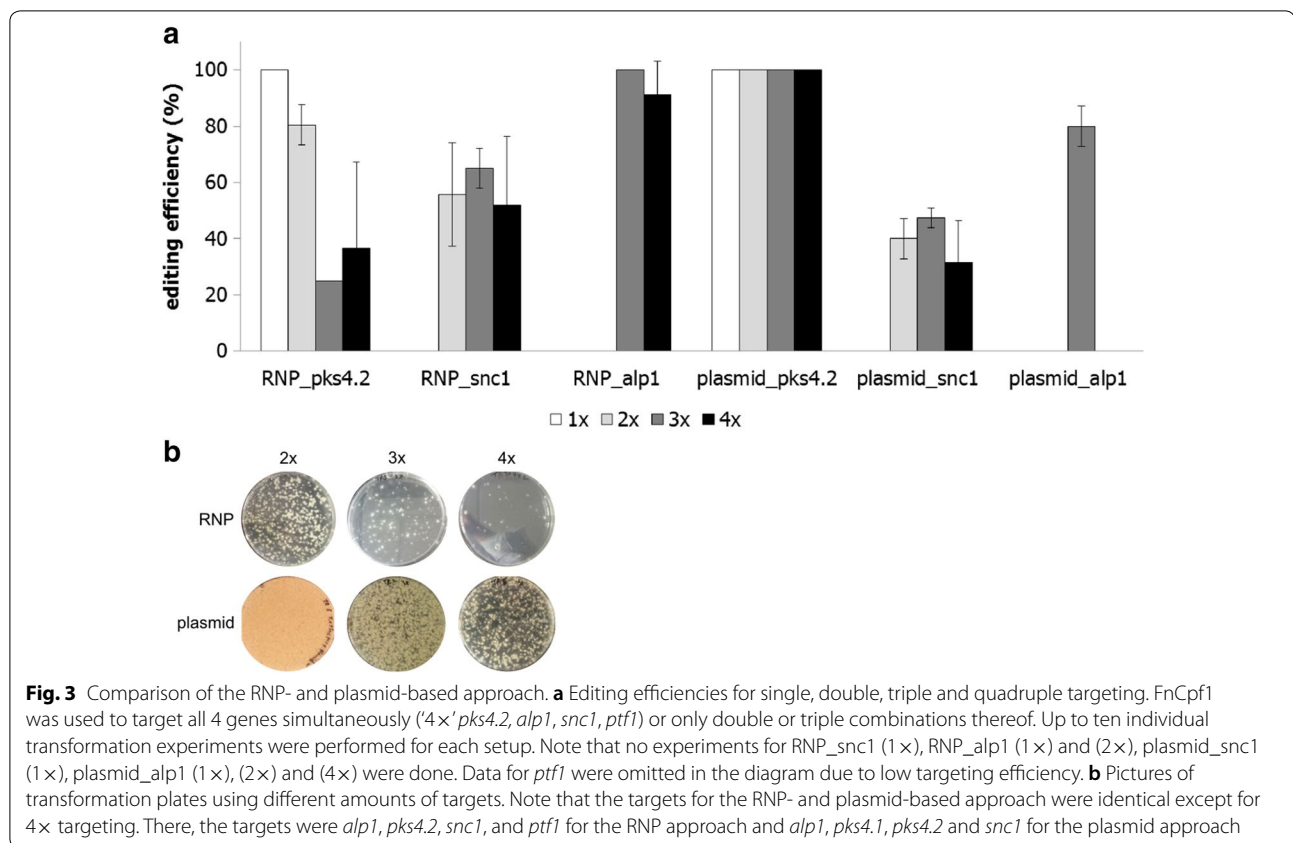 a
editing efficiency (%)
100
80
60
40
20
0
RNP_pks4.2 RNP_snc1 RNP_alp1 plasmid_pks4.2 plasmid_snc1 plasmid_alp1
1x 2x 3x 4x
b
2x 3x 4x
RNP
plasmid
Fig. 3 Comparison of the RNP- and plasmid-based approach. a Editing efficiencies for single, double, triple and quadruple targeting. FnCpf1
was used to target all 4 genes simultaneously (‘4×’ pks4.2, alp1, snc1, ptf1) or only double or triple combinations thereof. Up to ten individual
transformation experiments were performed for each setup. Note that no experiments for RNP_snc1 (1×), RNP_alp1 (1×) and (2×), plasmid_snc1
(1×), plasmid_alp1 (1×), (2×) and (4×) were done. Data for ptf1 were omitted in the diagram due to low targeting efficiency. b Pictures of
transformation plates using different amounts of targets. Note that the targets for the RNP- and plasmid-based approach were identical except for
4× targeting. There, the targets were alp1, pks4.2, snc1, and ptf1 for the RNP approach and alp1, pks4.1, pks4.2 and snc1 for the plasmid approach